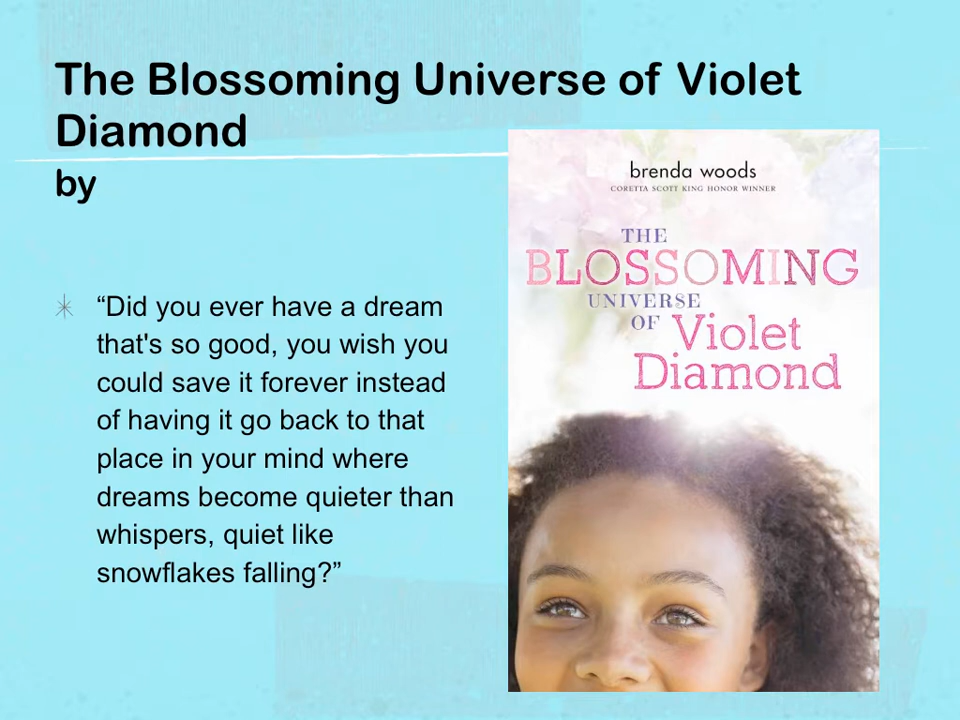 The Blossoming Universe of Violet
Diamond
by
“Did you ever have a dream
that's so good, you wish you
could save it forever instead
of having it go back to that
place in your mind where
dreams become quieter than
whispers, quiet like
snowflakes falling?”
brenda woods
CORETTA SCOTT KING HONOR WINNER
THE
BLOSSOMING
UNIVERSE
OF Violet
Diamond